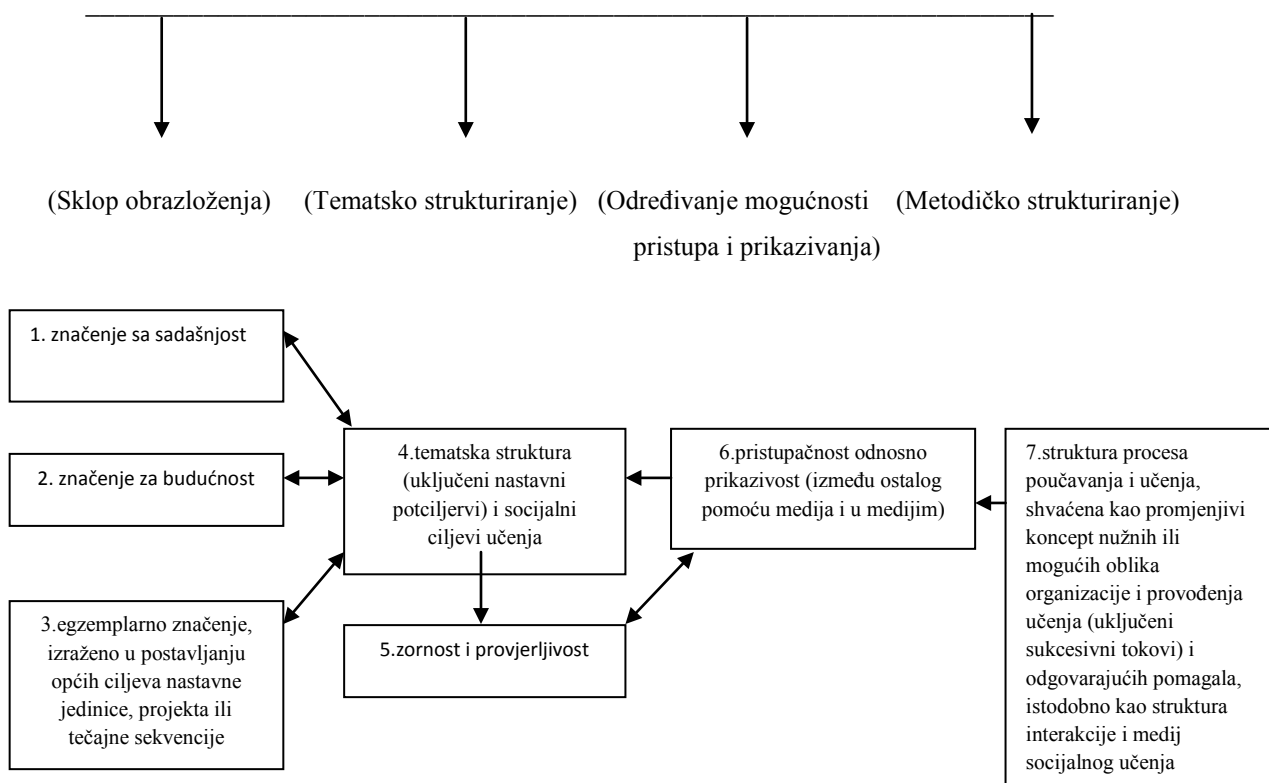 (Sklop obrazloženja) (Tematsko strukturiranje) (Određivanje mogućnosti (Metodičko strukturiranje)
pristupa i prikazivanja)
1. značenje sa sadašnjost
2. značenje za budućnost
3.egzemplarno značenje,
izraženo u postavljanju
općih ciljeva nastavne
jedinice, projekta ili
tečajne sekvencije
4.tematska struktura
(uključeni nastavni
potciljervi) i socijalni
ciljevi učenja
5.zornost i provjerljivost
6.pristupačnost odnosno
prikazivost (između ostalog
pomoću medija i u medijim)
7.struktura procesa
poučavanja i učenja,
shvaćena kao promjenjivi
koncept nužnih ili
mogućih oblika
organizacije i provođenja
učenja (uključeni
sukcesivni tokovi) i
odgovarajućih pomagala,
istodobno kao struktura
interakcije i medij
socijalnog učenja